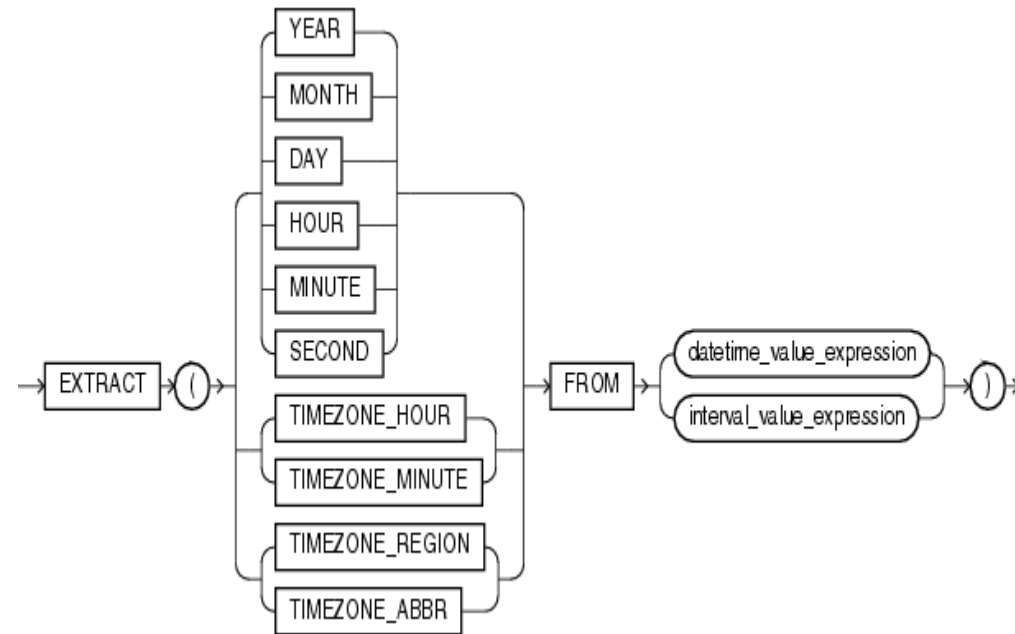 YEAR
MONTH
DAY
HOUR
MINUTE
SECOND
EXTRACT ( FROM datetime_value_expression )
interval_value_expression
TIMEZONE_HOUR
TIMEZONE_MINUTE
TIMEZONE_REGION
TIMEZONE_ABBR